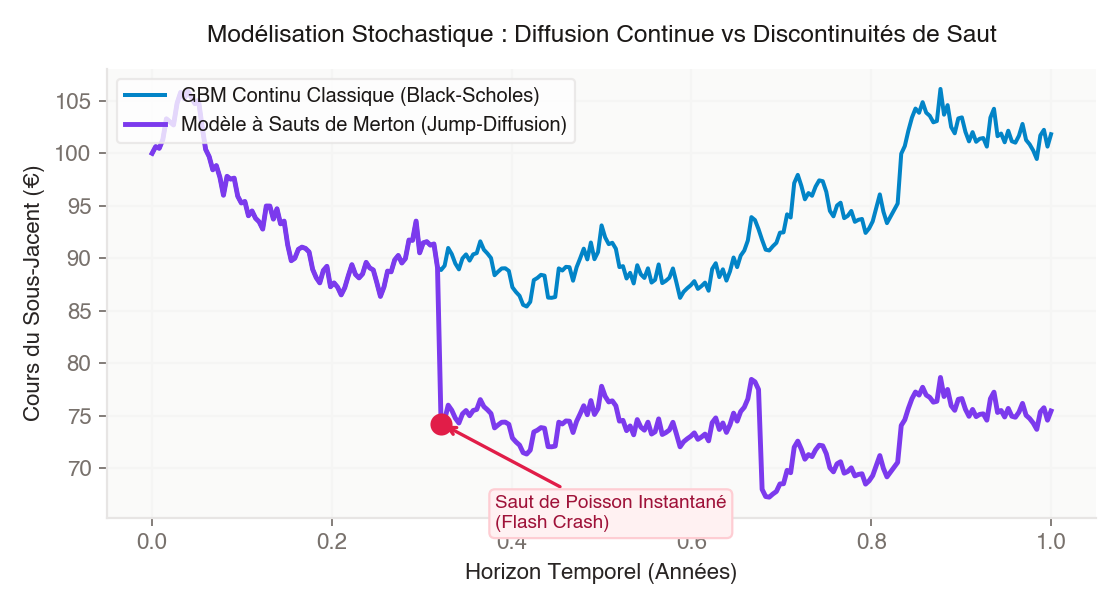 Modélisation Stochastique : Diffusion Continue vs Discontinuités de Saut
GBM Continu Classique (Black-Scholes)
Modèle à Sauts de Merton (Jump-Diffusion)
Cours du Sous-Jacent (€)
105
100
95
90
85
80
75
70
Saut de Poisson Instantané
(Flash Crash)
0.0 0.2 0.4 0.6 0.8 1.0
Horizon Temporel (Années)